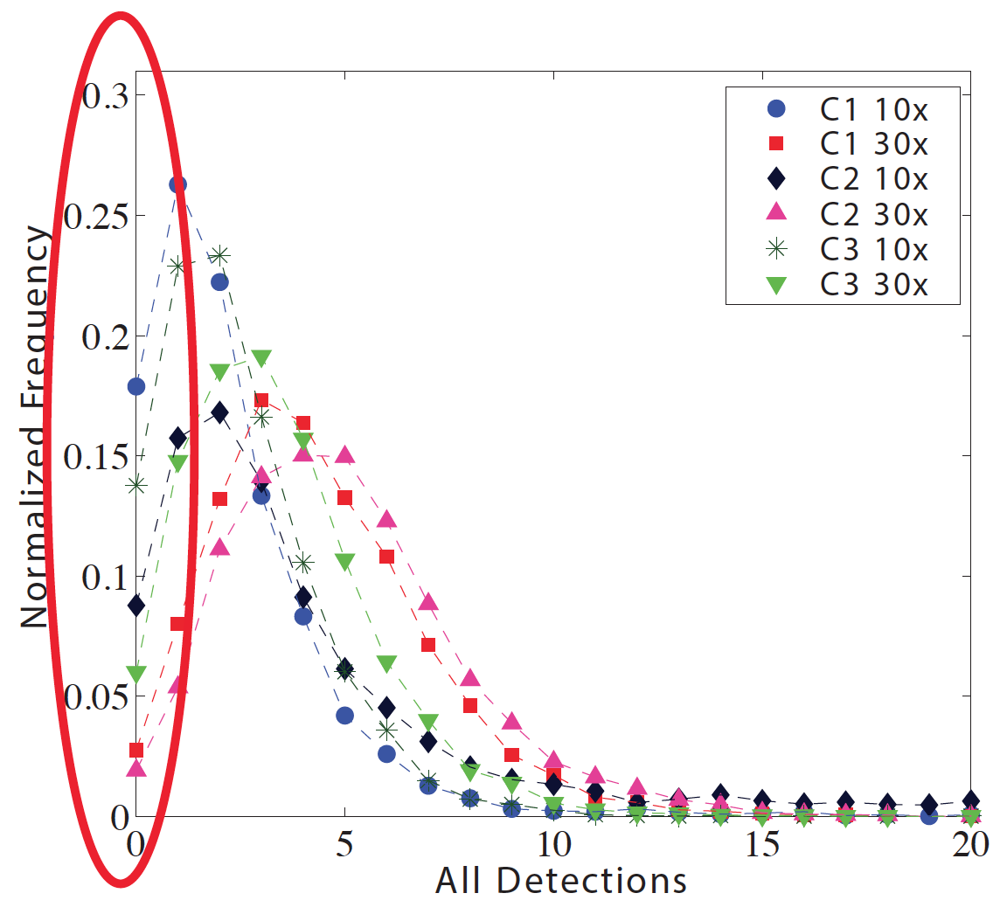 0.3
0.25
0.2
0.15
0.1
0.05
0
Normalized Frequency
0 5 10 15 20
All Detections
C1 10x
C1 30x
C2 10x
C2 30x
C3 10x
C3 30x